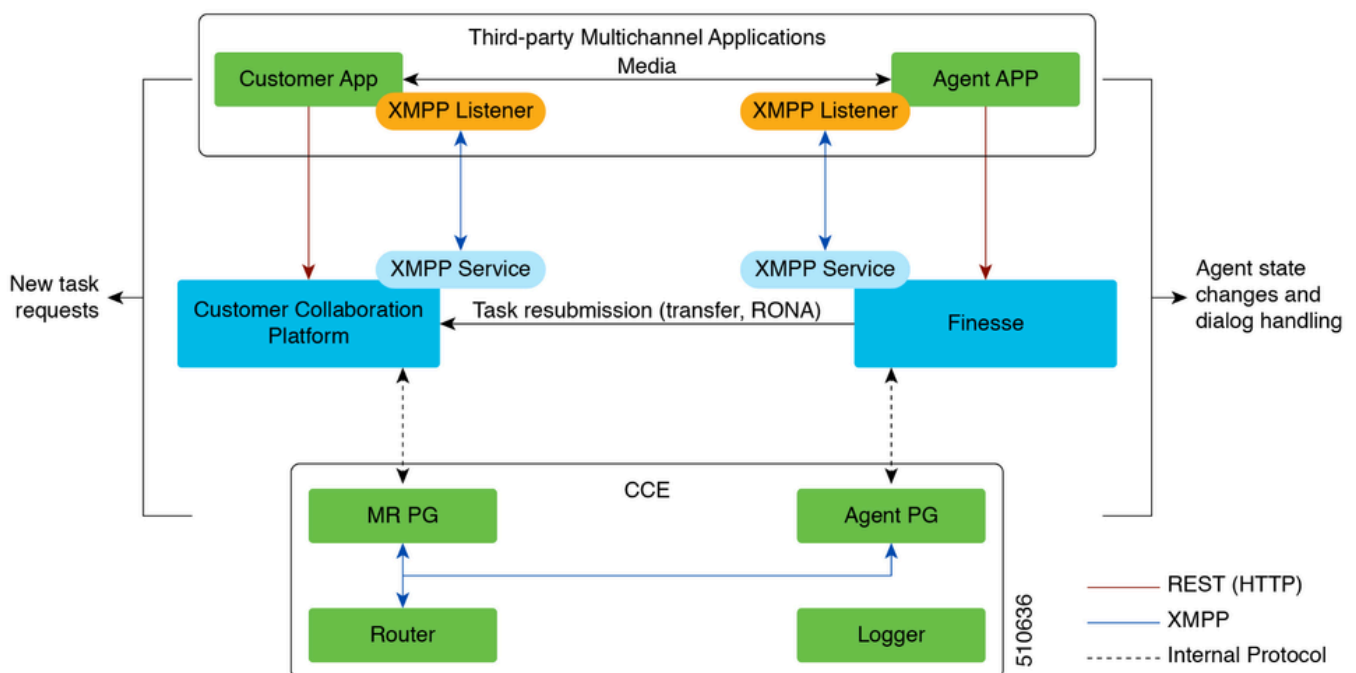 Third-party Multichannel Applications
Media
Customer App
Agent APP
XMPP Listener
XMPP Listener
XMPP Service
XMPP Service
New task
requests
Customer Collaboration
Platform
Task resubmission (transfer, RONA)
Finesse
Agent state
changes and
dialog handling
CCE
MR PG
Agent PG
Router
Logger
510636
REST (HTTP)
XMPP
Internal Protocol